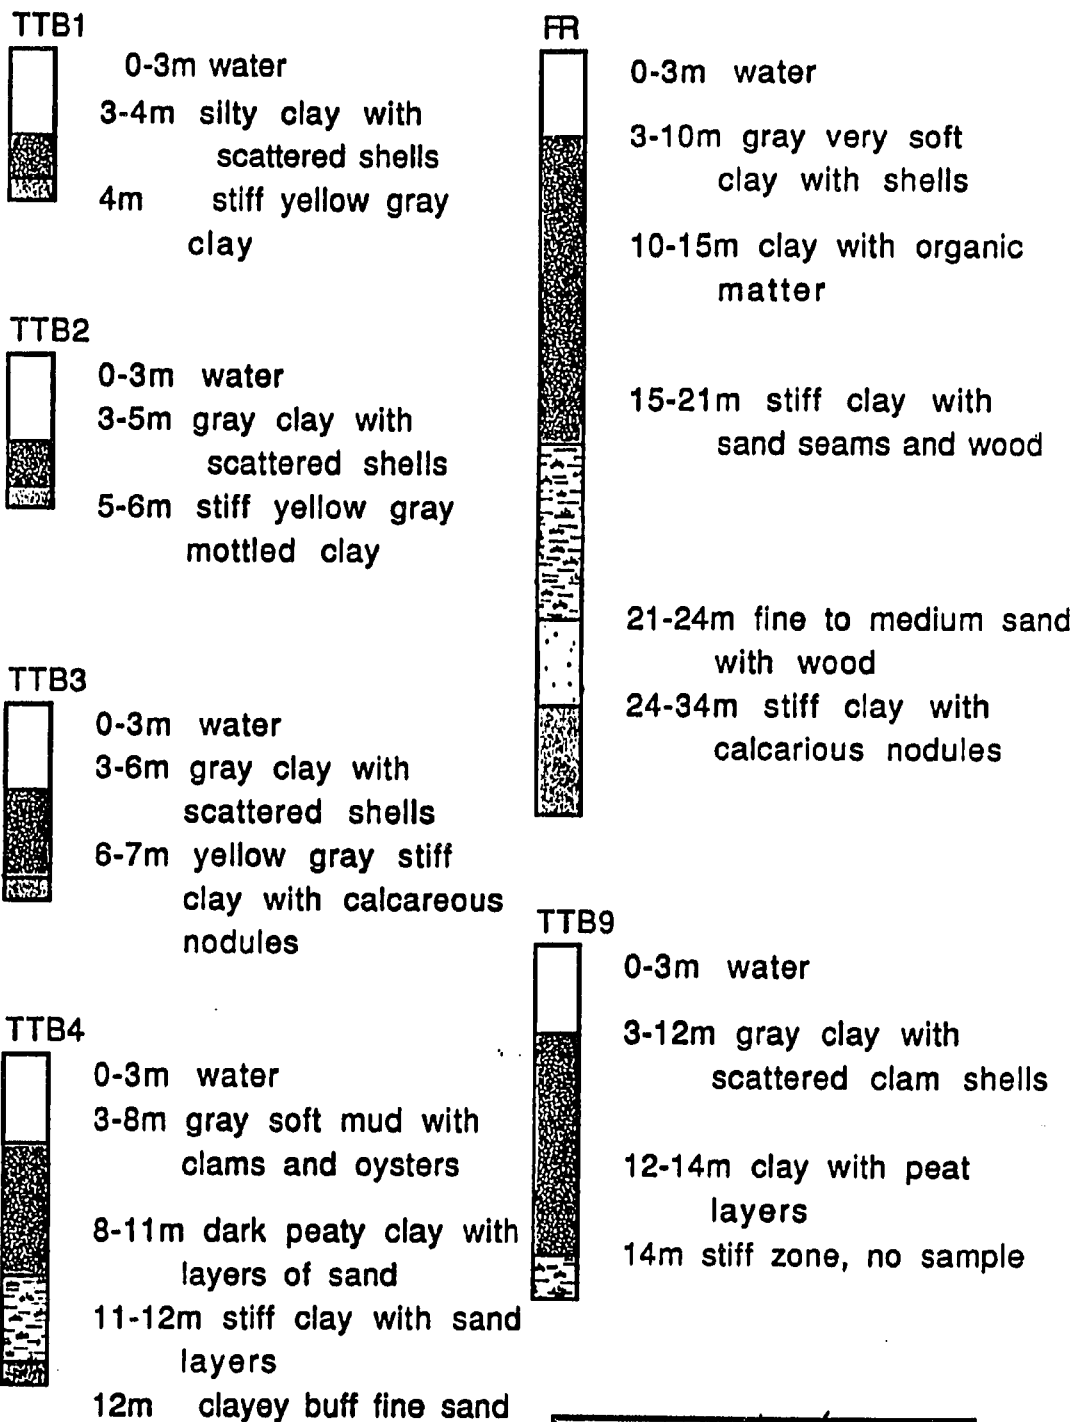 TTB1
0-3m water
3-4m silty clay with
scattered shells
4m stiff yellow gray
clay
TTB2
0-3m water
3-5m gray clay with
scattered shells
5-6m stiff yellow gray
mottled clay
TTB3
0-3m water
3-6m gray clay with
scattered shells
6-7m yellow gray stiff
clay with calcareous
nodules
TTB4
0-3m water
3-8m gray soft mud with
clams and oysters
8-11m dark peaty clay with
layers of sand
11-12m stiff clay with sand
layers
12m clayey buff fine sand
FR
0-3m water
3-10m gray very soft
clay with shells
10-15m clay with organic
matter
15-21m stiff clay with
sand seams and wood
21-24m fine to medium sand
with wood
24-34m stiff clay with
calcarious nodules
TTB9
0-3m water
3-12m gray clay with
scattered clam shells
12-14m clay with peat
layers
14m stiff zone, no sample